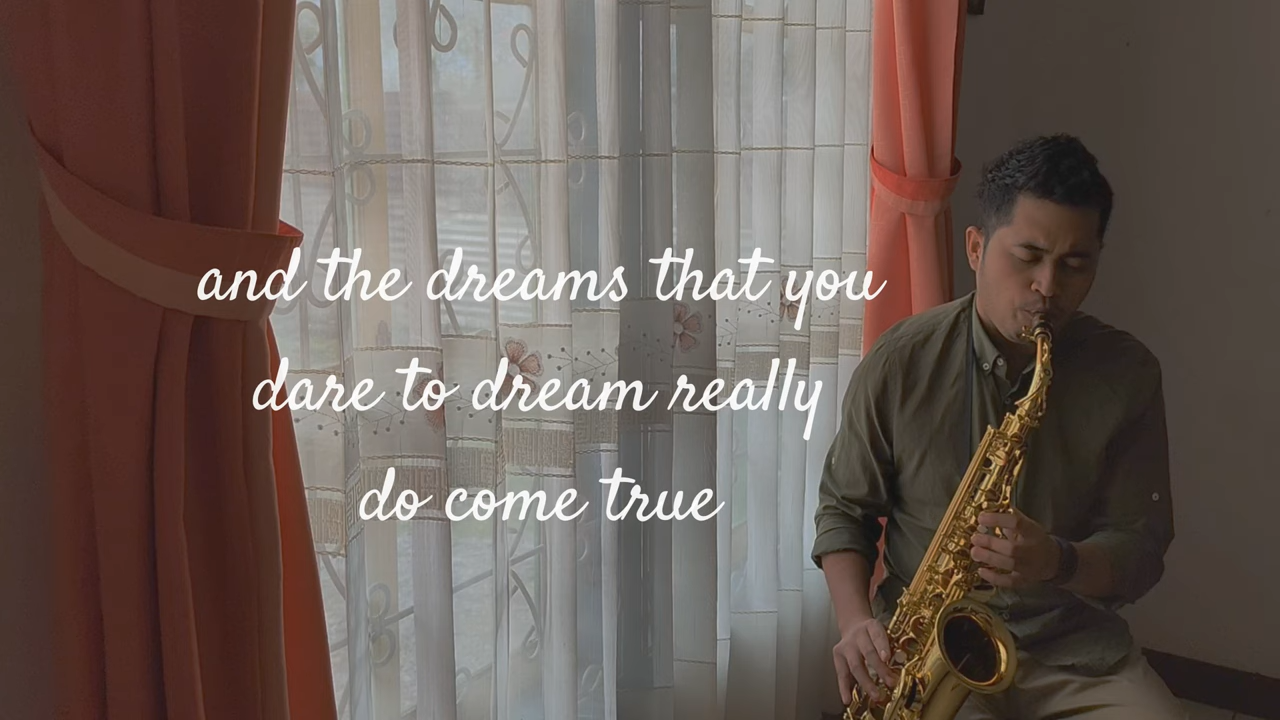 and the dreams that you
dare to dream really
do come true